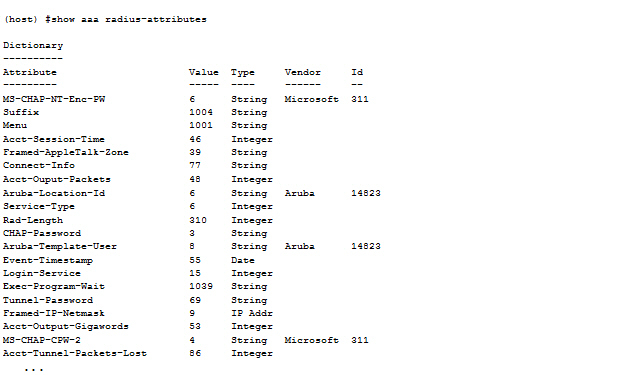 (host) #show aaa radius-attributes
Dictionary
----------
Attribute Value Type Vendor Id
--------- ----- ---- ------ --
MS-CHAP-NT-Enc-PW 6 String Microsoft 311
Suffix 1004 String
Menu 1001 String
Acct-Session-Time 46 Integer
Framed-AppleTalk-Zone 39 String
Connect-Info 77 String
Acct-Ouput-Packets 48 Integer
Aruba-Location-Id 6 String Aruba 14823
Service-Type 6 Integer
Rad-Length 310 Integer
CHAP-Password 3 String
Aruba-Template-User 8 String Aruba 14823
Event-Timestamp 55 Date
Login-Service 15 Integer
Exec-Program-Wait 1039 String
Tunnel-Password 69 String
Framed-IP-Netmask 9 IP Addr
Acct-Output-Gigawords 53 Integer
MS-CHAP-CPW-2 4 String Microsoft 311
Acct-Tunnel-Packets-Lost 86 Integer
...